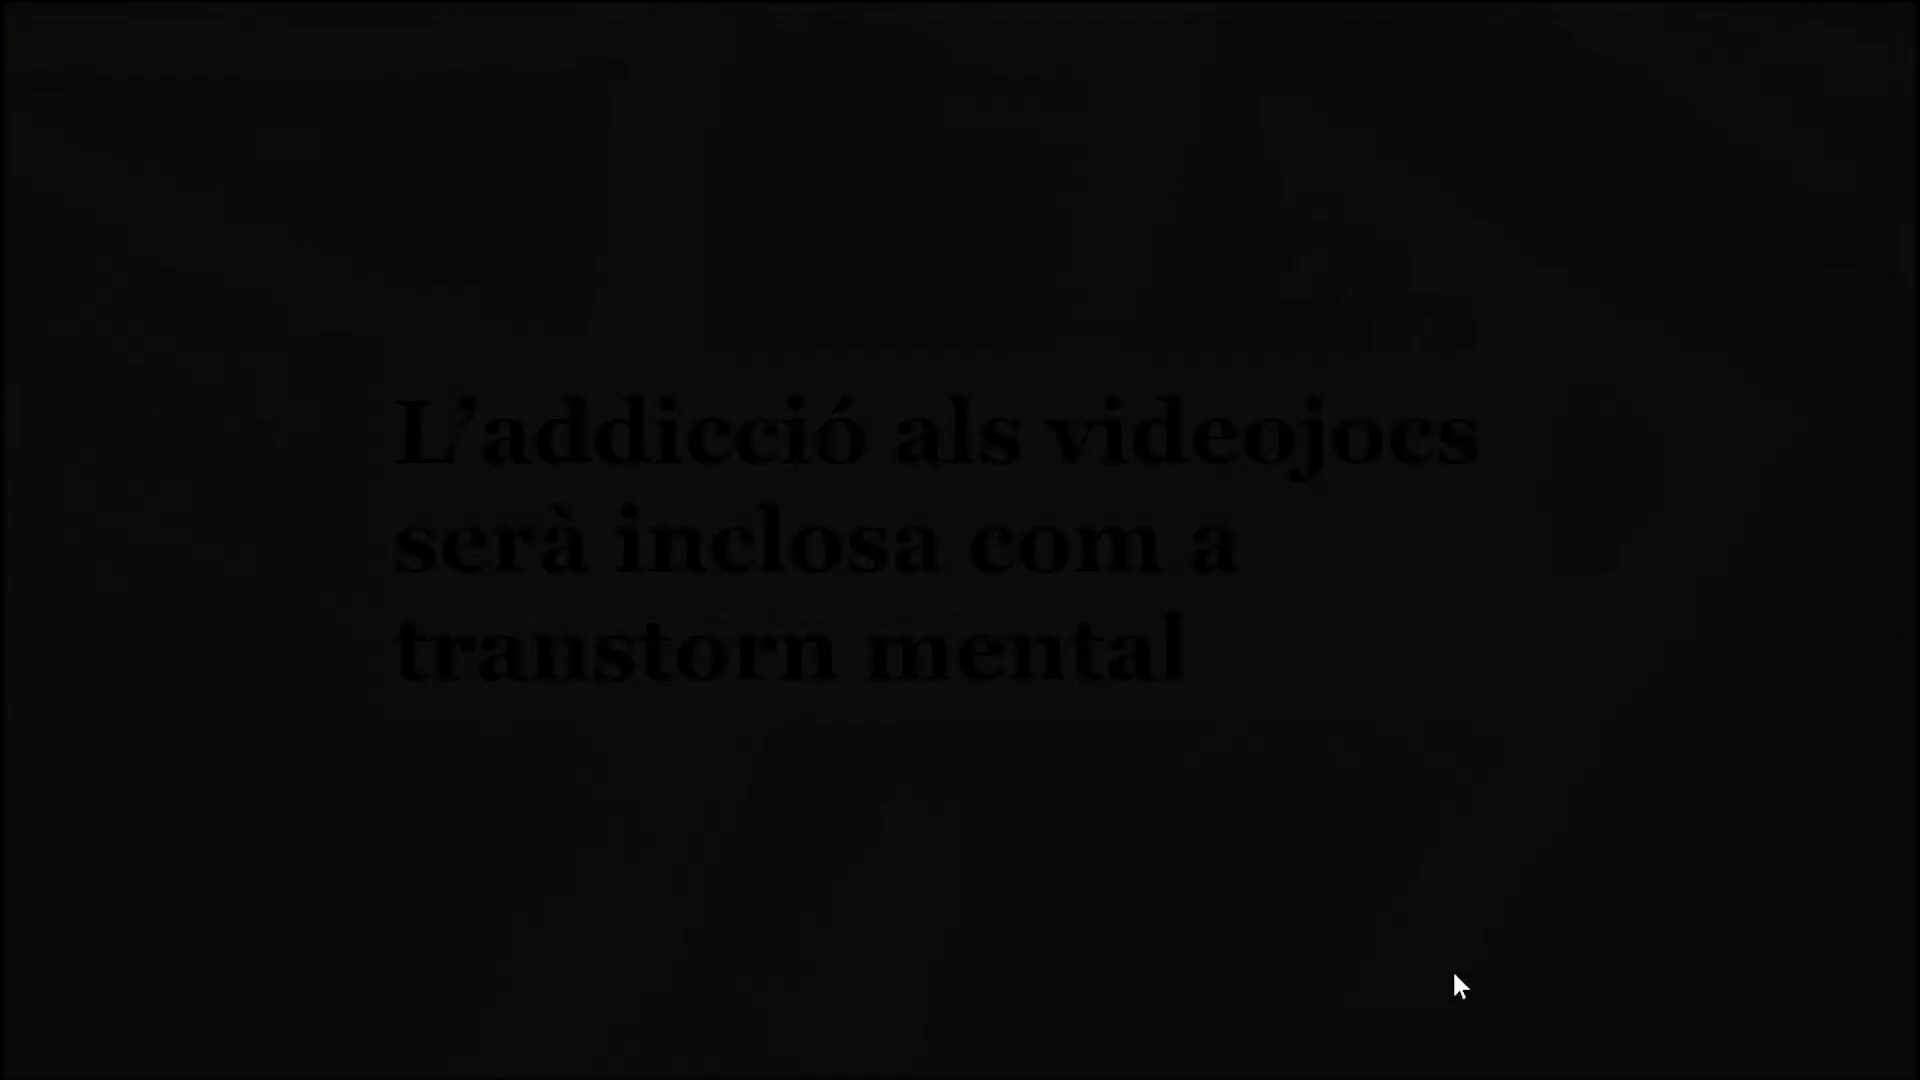 L’addicció als videojocs
serà inclosa com a
transtorn mental